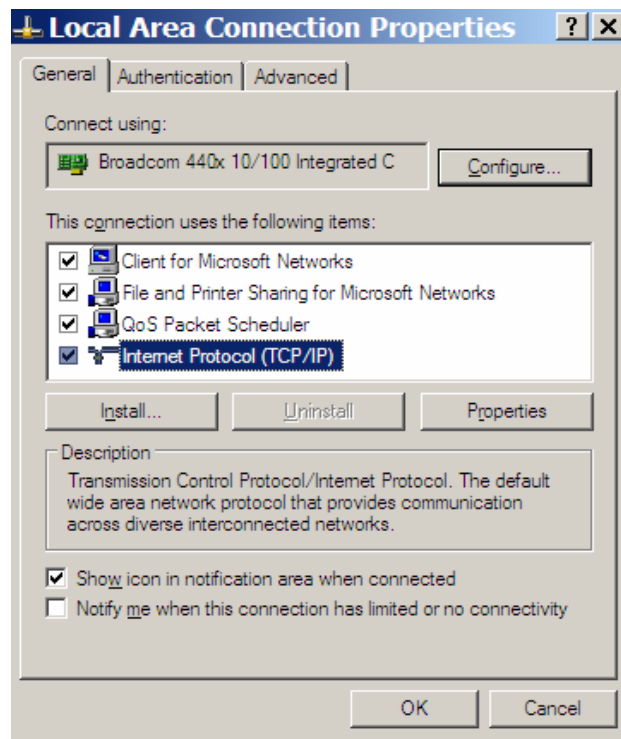 Local Area Connection Properties ? X
General Authentication Advanced
Connect using:
Broadcom 440x 10/100 Integrated C Configure...
This connection uses the following items:
Client for Microsoft Networks
File and Printer Sharing for Microsoft Networks
QoS Packet Scheduler
Internet Protocol (TCP/IP)
Install... Uninstall Properties
Description
Transmission Control Protocol/Internet Protocol. The default
wide area network protocol that provides communication
across diverse interconnected networks.
Show icon in notification area when connected
Notify me when this connection has limited or no connectivity
OK Cancel